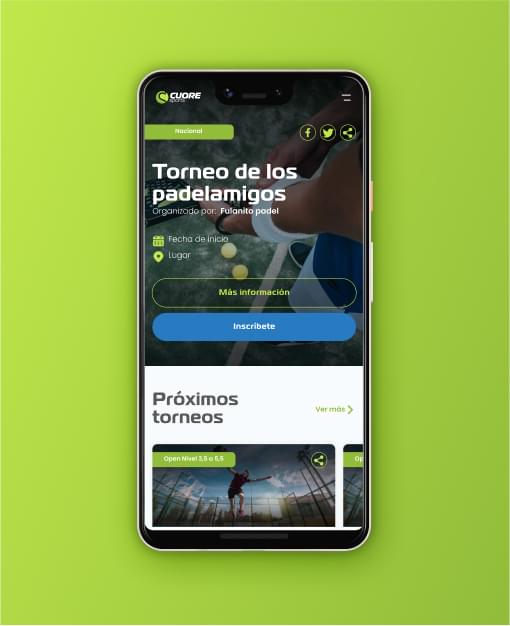 CUORE
sports
Nacional
Torneo de los
padelamigos
Organizado por: Fulanito padel
Fecha de inicio
Lugar
Más información
Inscríbete
Próximos
torneos
Ver más
Open Nivel 3,5 a 5,5
Op